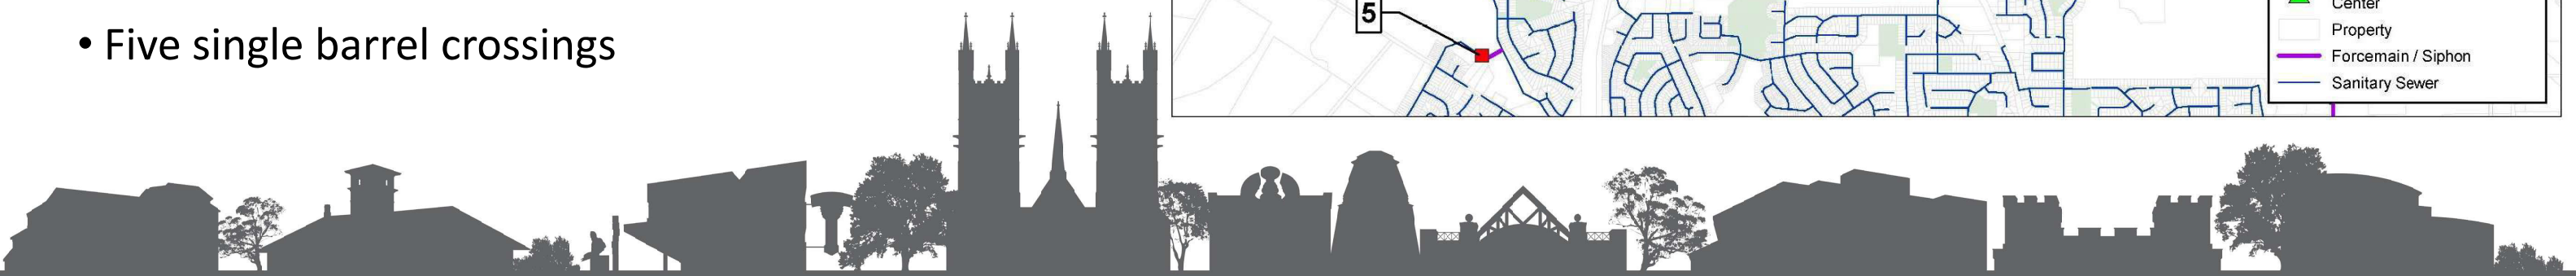 • Five single barrel crossings
5
Center
Property
Forcemain / Siphon
Sanitary Sewer